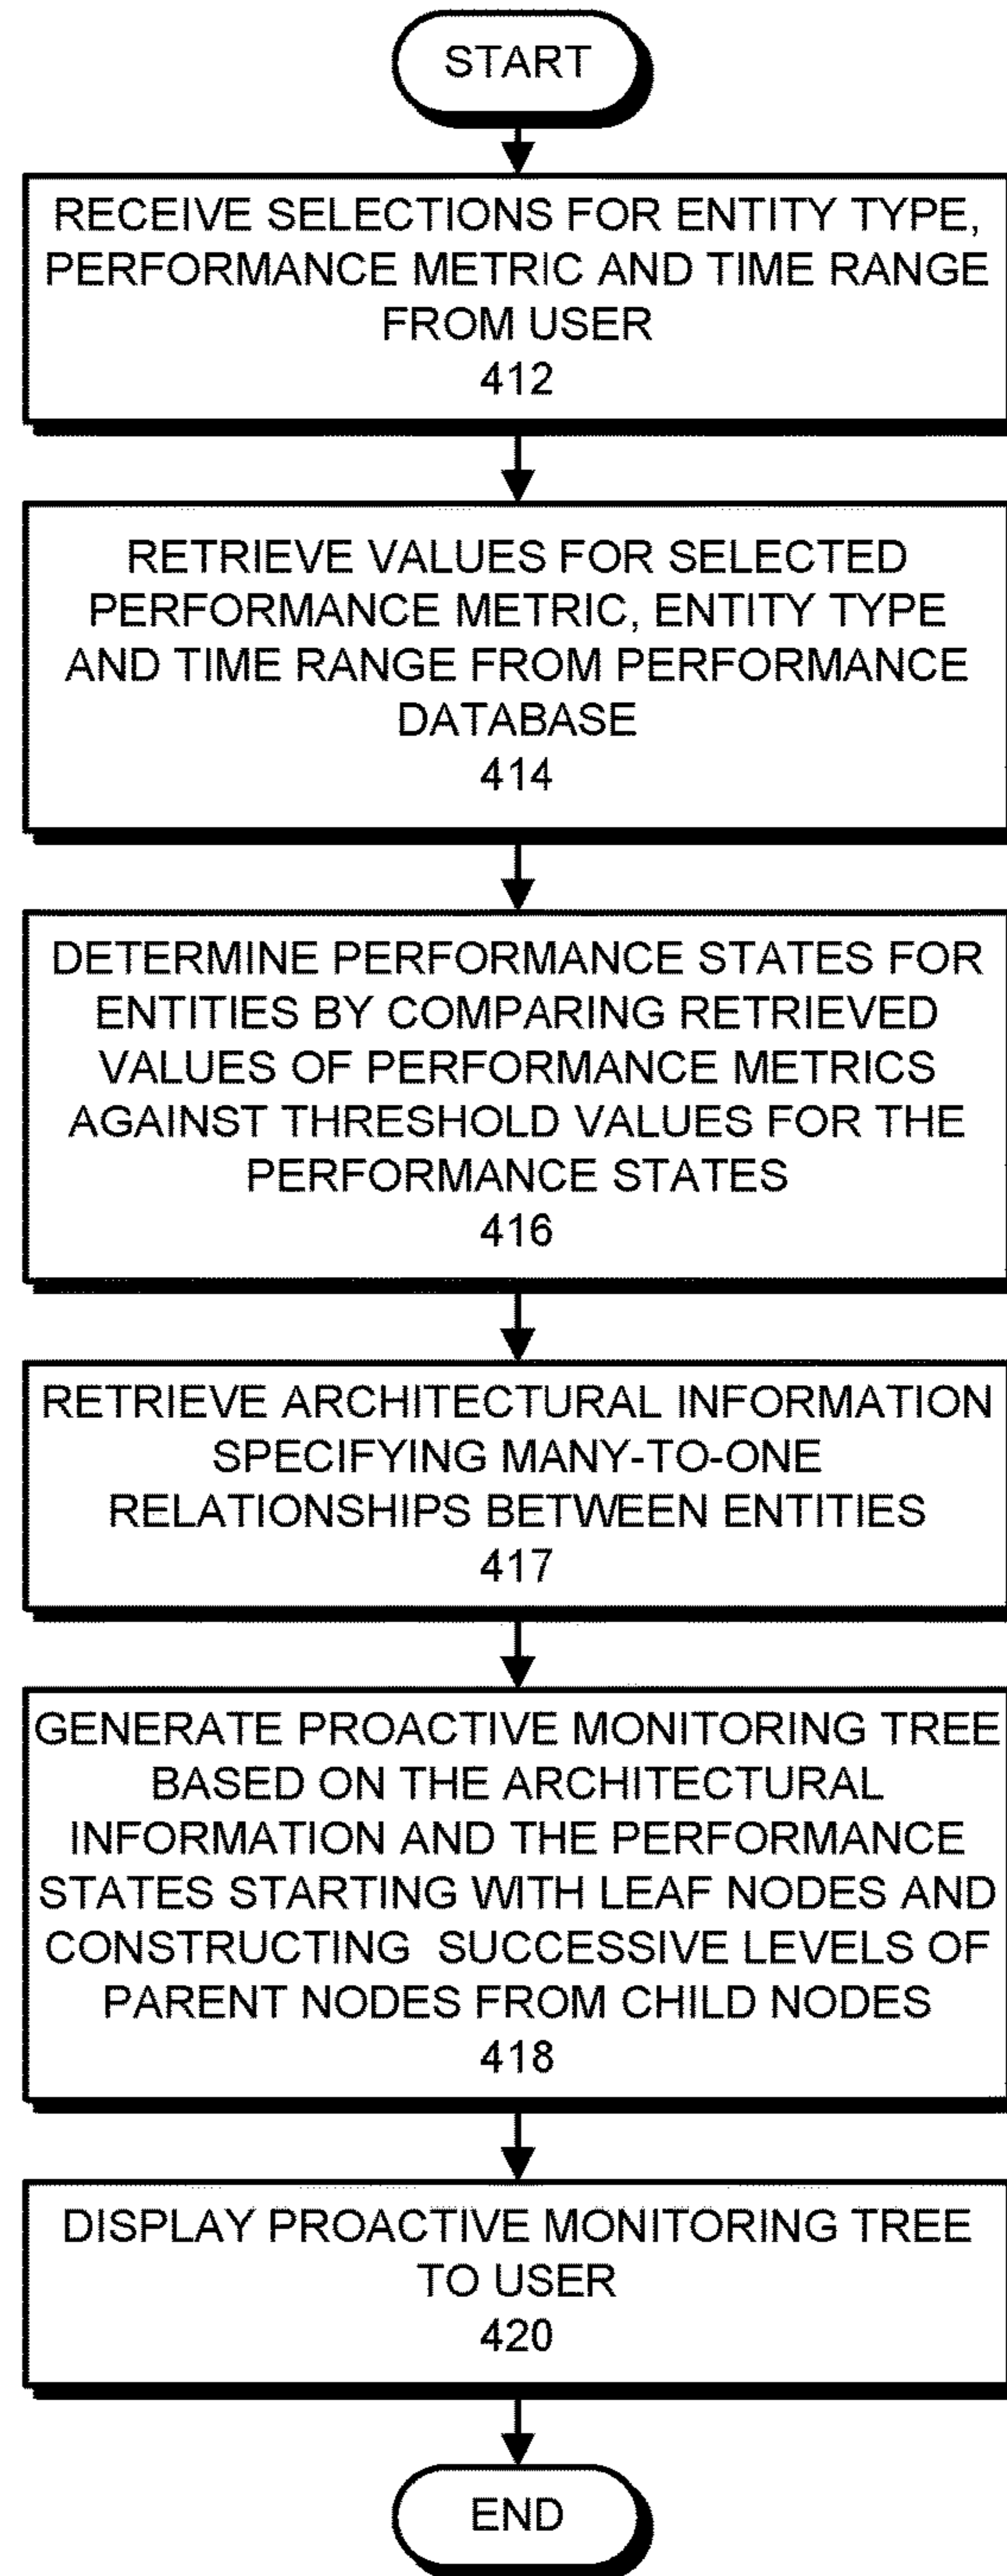 START
RECEIVE SELECTIONS FOR ENTITY TYPE,
PERFORMANCE METRIC AND TIME RANGE
FROM USER
412
RETRIEVE VALUES FOR SELECTED
PERFORMANCE METRIC, ENTITY TYPE
AND TIME RANGE FROM PERFORMANCE
DATABASE
414
DETERMINE PERFORMANCE STATES FOR
ENTITIES BY COMPARING RETRIEVED
VALUES OF PERFORMANCE METRICS
AGAINST THRESHOLD VALUES FOR THE
PERFORMANCE STATES
416
RETRIEVE ARCHITECTURAL INFORMATION
SPECIFYING MANY-TO-ONE
RELATIONSHIPS BETWEEN ENTITIES
417
GENERATE PROACTIVE MONITORING TREE
BASED ON THE ARCHITECTURAL
INFORMATION AND THE PERFORMANCE
STATES STARTING WITH LEAF NODES AND
CONSTRUCTING SUCCESSIVE LEVELS OF
PARENT NODES FROM CHILD NODES
418
DISPLAY PROACTIVE MONITORING TREE
TO USER
420
END